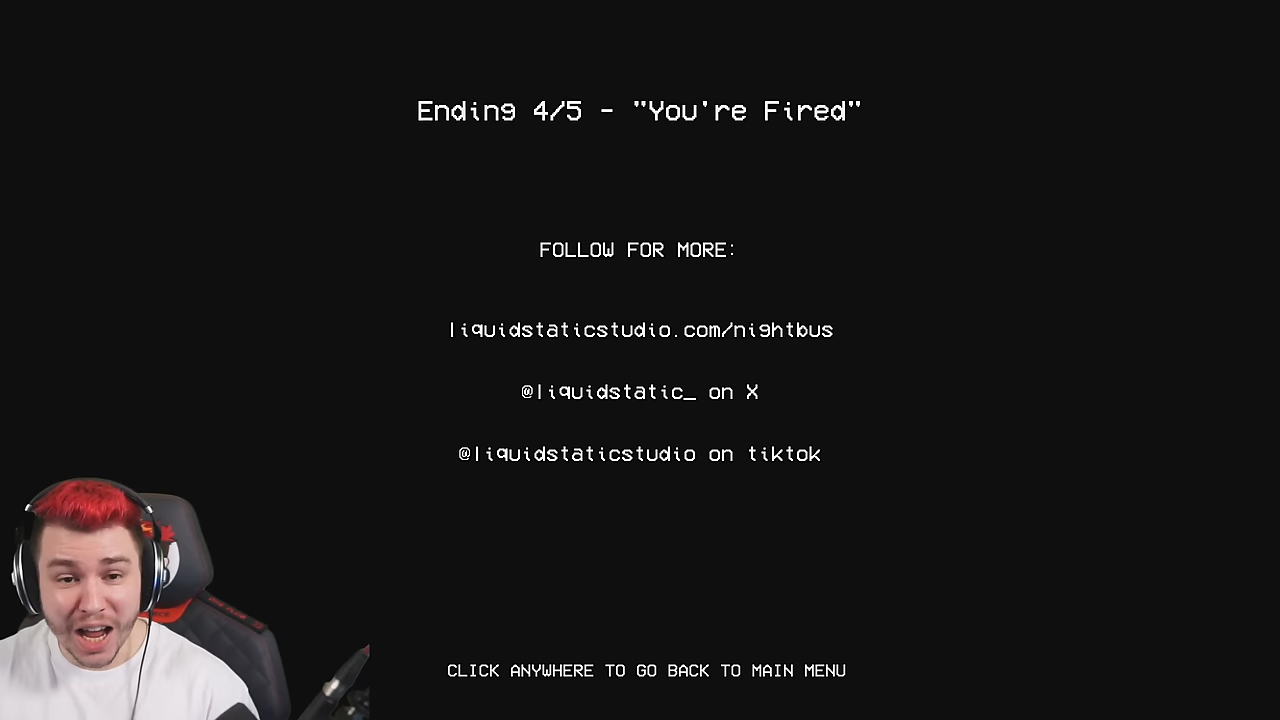 Ending 4/5 - "You're Fired"
FOLLOW FOR MORE:
liquidstaticstudio.com/nightbus
@liquidstatic_ on X
@liquidstaticstudio on tiktok
CLICK ANYWHERE TO GO BACK TO MAIN MENU